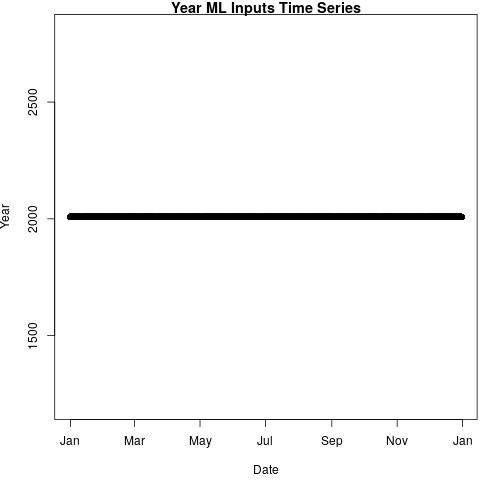 Year ML Inputs Time Series
Year
2500
2000
1500
Jan Mar May Jul Sep Nov Jan
Date